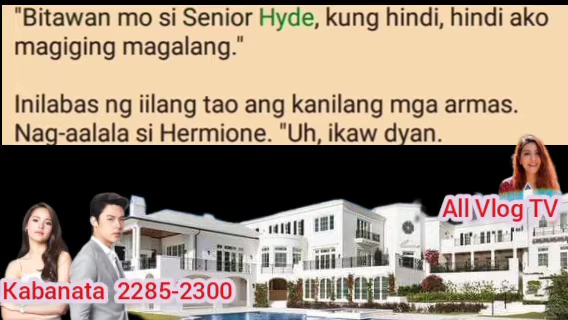 "Bitawan mo si Senior Hyde, kung hindi, hindi ako
magiging magalang."
Inilabas ng iilang tao ang kanilang mga armas.
Nag-aalala si Hermione. "Uh, ikaw dyan.
All Vlog TV
Kabanata 2285-2300